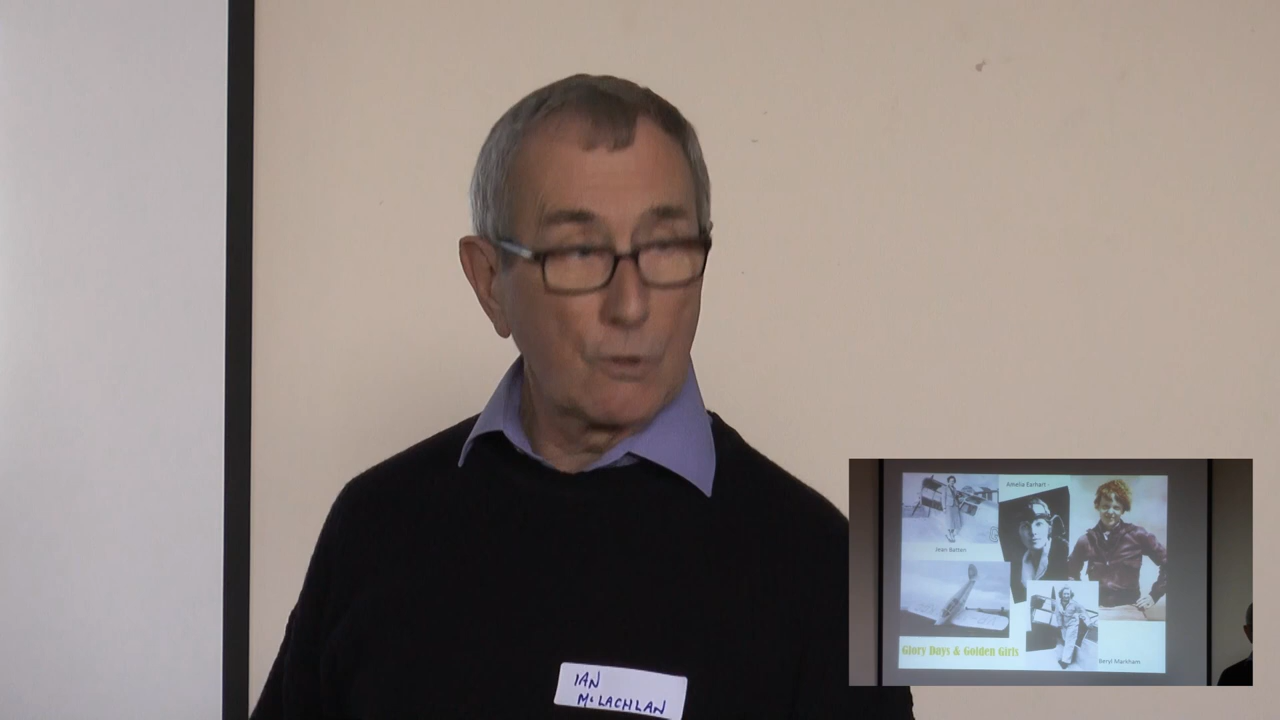 IAN
McLACHLAN
Amelia Earhart -
Jean Batten
Glory Days & Golden Girls
Beryl Markham